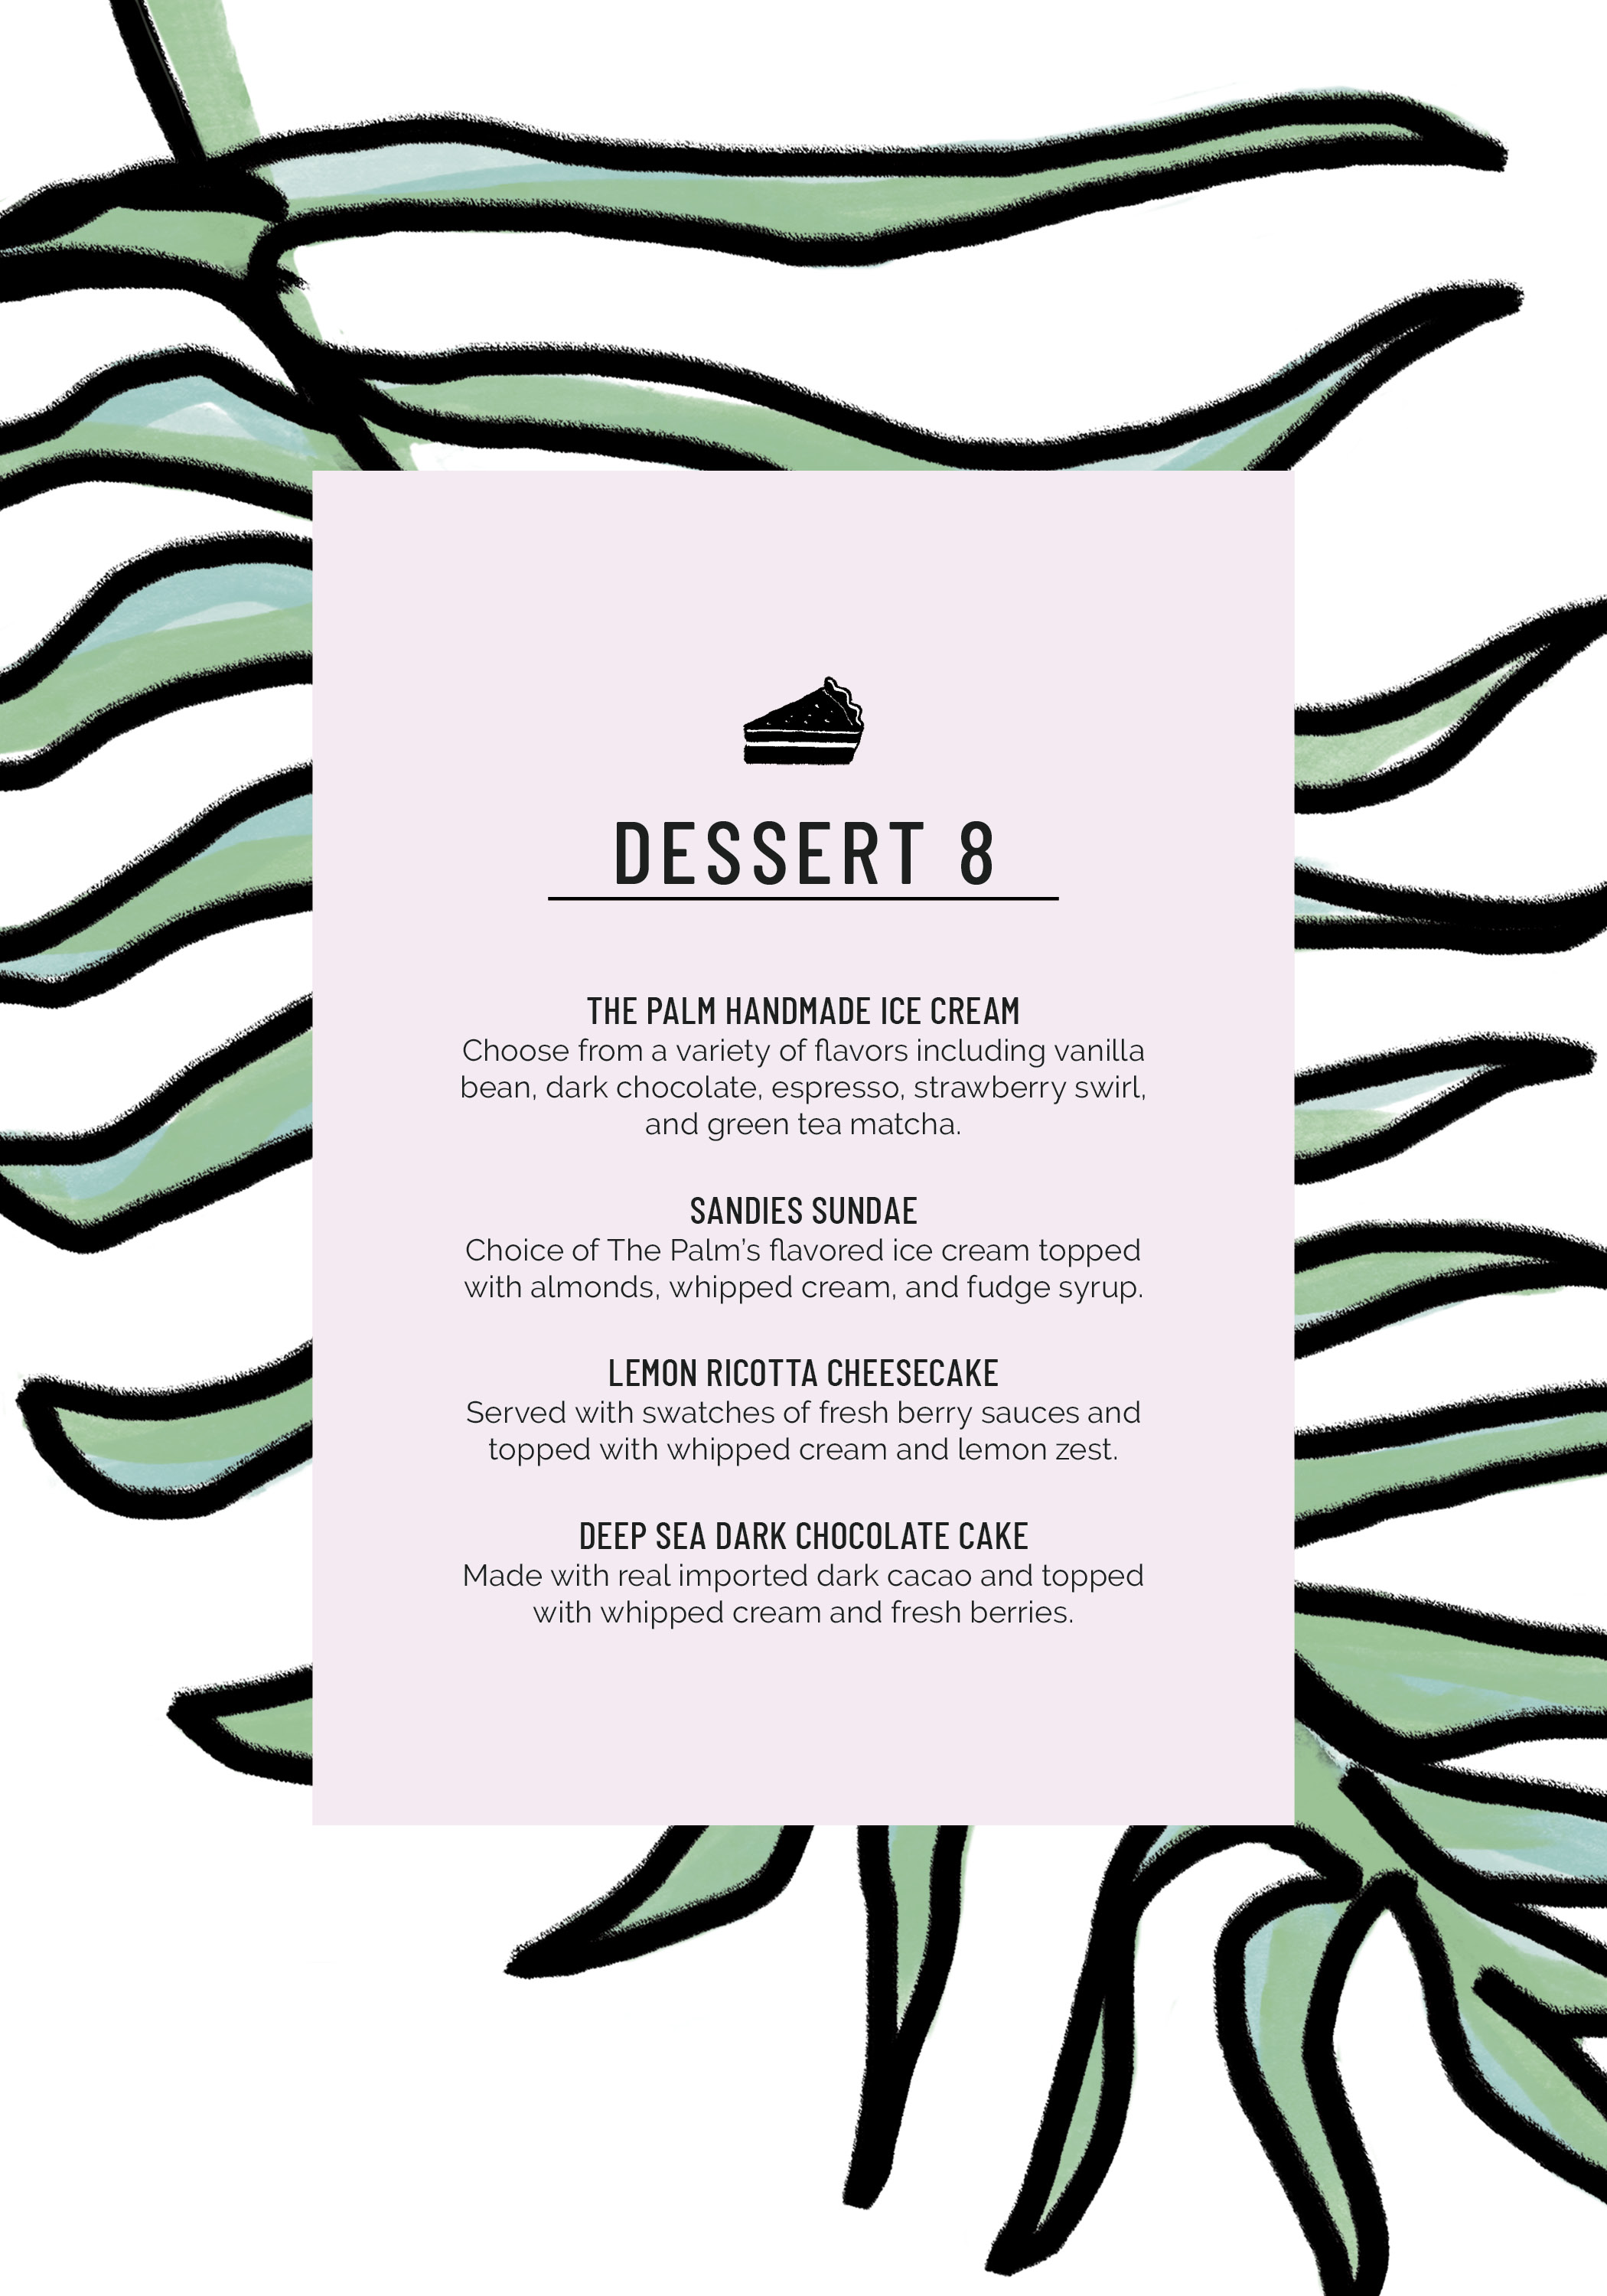 DESSERT 8
THE PALM HANDMADE ICE CREAM
Choose from a variety of flavors including vanilla
bean, dark chocolate, espresso, strawberry swirl,
and green tea matcha.
SANDIES SUNDAE
Choice of The Palm’s flavored ice cream topped
with almonds, whipped cream, and fudge syrup.
LEMON RICOTTA CHEESECAKE
Served with swatches of fresh berry sauces and
topped with whipped cream and lemon zest.
DEEP SEA DARK CHOCOLATE CAKE
Made with real imported dark cacao and topped
with whipped cream and fresh berries.